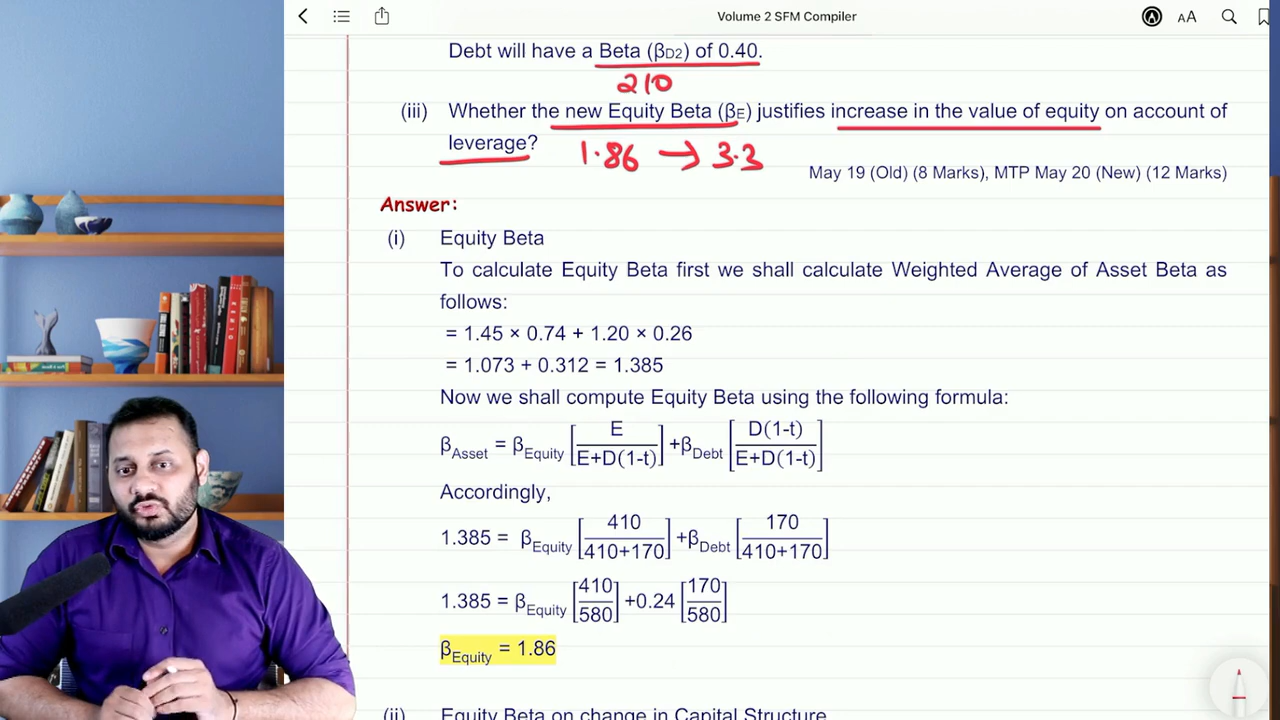 Volume 2 SFM Compiler
AA
Debt will have a Beta (βD2) of 0.40.
210
(iii) Whether the new Equity Beta (βE) justifies increase in the value of equity on account of
leverage?
1.86 → 3.3
May 19 (Old) (8 Marks), MTP May 20 (New) (12 Marks)
Answer:
(i) Equity Beta
To calculate Equity Beta first we shall calculate Weighted Average of Asset Beta as
follows:
= 1.45 × 0.74 + 1.20 × 0.26
= 1.073 + 0.312 = 1.385
Now we shall compute Equity Beta using the following formula:
βAsset = βEquity [E / E+D(1-t)] +βDebt [D(1-t) / E+D(1-t)]
Accordingly,
1.385 = βEquity [410 / 410+170] +βDebt [170 / 410+170]
1.385 = βEquity [410 / 580] +0.24 [170 / 580]
βEquity = 1.86
(ii) Equity Beta on change in Capital Structure